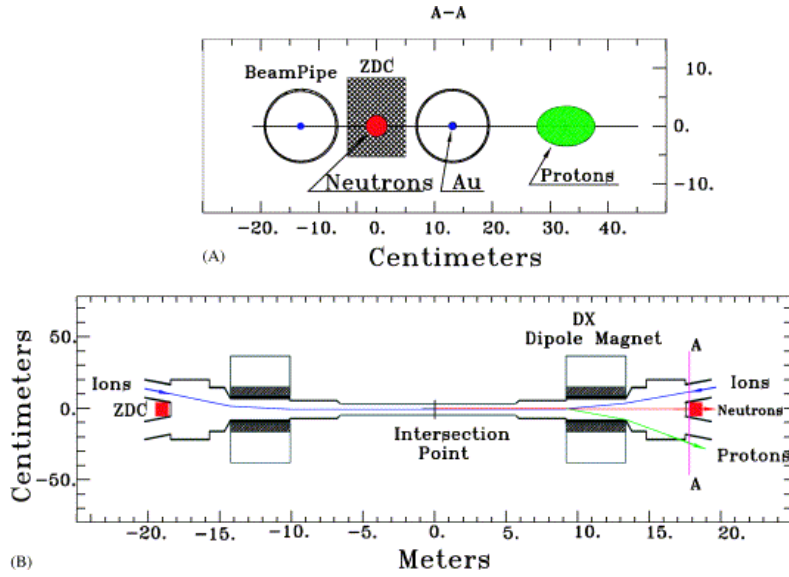 A-A
BeamPipe
ZDC
10.
0.
-10.
Neutrons
Au
Protons
-20. -10. 0. 10. 20. 30. 40.
(A)
Centimeters
Centimeters
50.
0.
-50.
DX
Dipole Magnet
A
Ions
Ions
ZDC
Neutrons
Intersection
Point
Protons
A
-20. -15. -10. -5. 0. 5. 10. 15. 20.
(B)
Meters